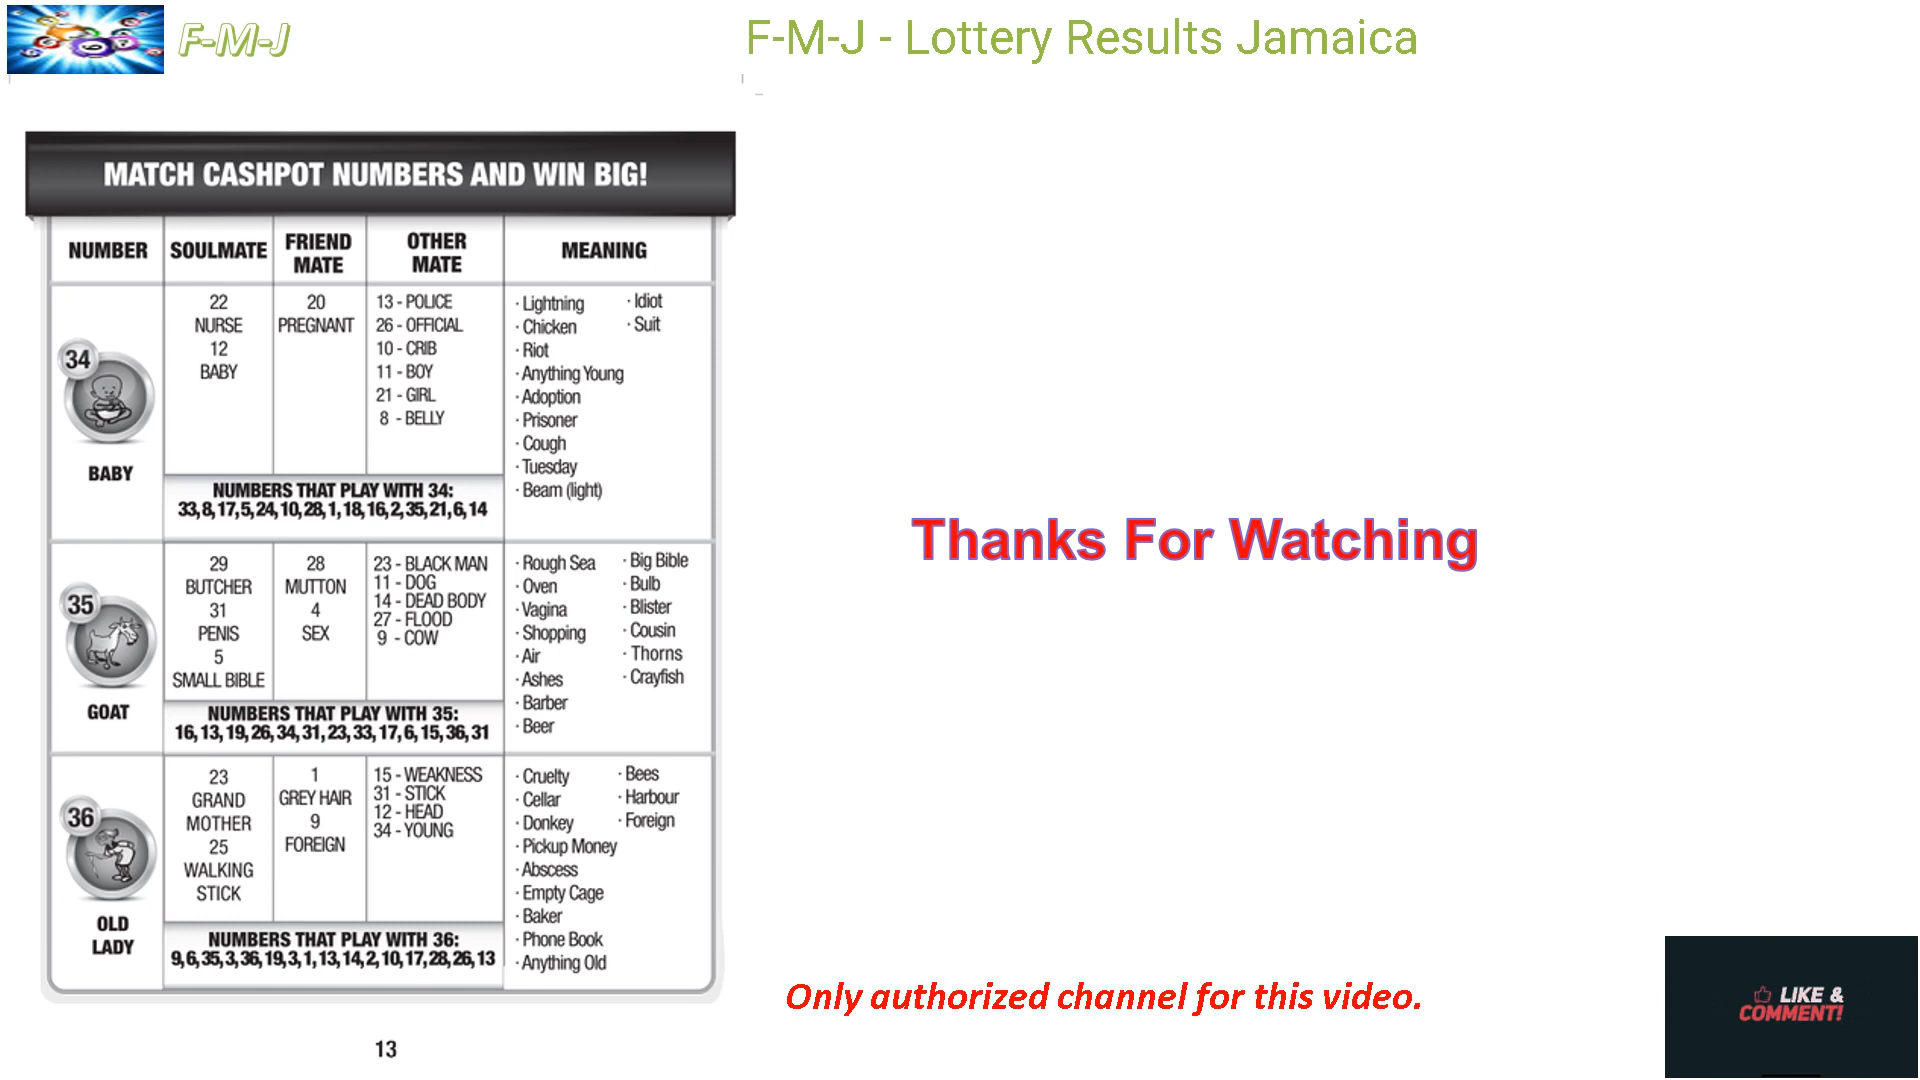 F-M-J
F-M-J - Lottery Results Jamaica
MATCH CASHPOT NUMBERS AND WIN BIG!
NUMBER
SOULMATE
FRIEND
MATE
OTHER
MATE
MEANING
34
BABY
22
NURSE
12
BABY
20
PREGNANT
13 - POLICE
26 - OFFICIAL
10 - CRIB
11 - BOY
21 - GIRL
8 - BELLY
NUMBERS THAT PLAY WITH 34:
33, 8, 17, 5, 24, 10, 28, 1, 18, 16, 2, 35, 21, 6, 14
· Lightning
· Chicken
· Riot
· Anything Young
· Adoption
· Prisoner
· Cough
· Tuesday
· Beam (light)
· Idiot
· Suit
35
GOAT
29
BUTCHER
31
PENIS
5
SMALL BIBLE
28
MUTTON
4
SEX
23 - BLACK MAN
11 - DOG
14 - DEAD BODY
27 - FLOOD
9 - COW
NUMBERS THAT PLAY WITH 35:
16, 13, 19, 26, 34, 31, 23, 33, 17, 6, 15, 36, 31
· Rough Sea
· Oven
· Vagina
· Shopping
· Air
· Ashes
· Barber
· Beer
· Big Bible
· Bulb
· Blister
· Cousin
· Thorns
· Crayfish
36
OLD
LADY
23
GRAND
MOTHER
25
WALKING
STICK
1
GREY HAIR
9
FOREIGN
15 - WEAKNESS
31 - STICK
12 - HEAD
34 - YOUNG
NUMBERS THAT PLAY WITH 36:
9, 6, 35, 3, 36, 19, 3, 1, 13, 14, 2, 10, 17, 28, 26, 13
· Cruelty
· Cellar
· Donkey
· Pickup Money
· Abscess
· Empty Cage
· Baker
· Phone Book
· Anything Old
· Bees
· Harbour
· Foreign
13
Thanks For Watching
Only authorized channel for this video.
LIKE &
COMMENT!